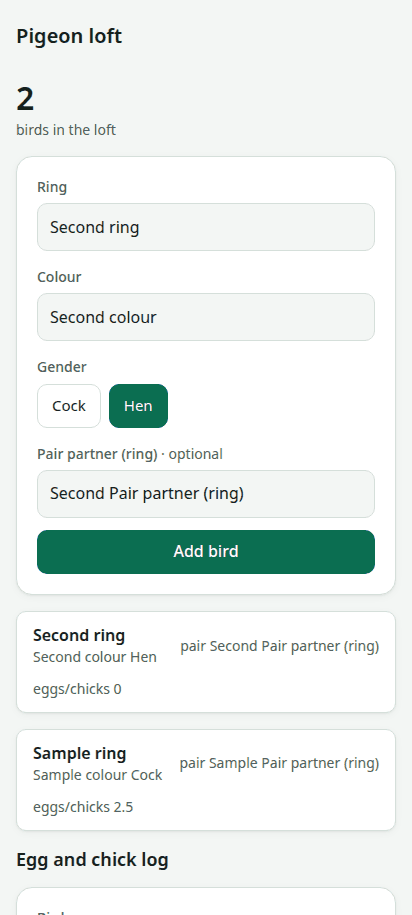 Pigeon loft
2
birds in the loft
Ring
Second ring
Colour
Second colour
Gender
Cock
Hen
Pair partner (ring) · optional
Second Pair partner (ring)
Add bird
Second ring
Second colour Hen
pair Second Pair partner (ring)
eggs/chicks 0
Sample ring
Sample colour Cock
pair Sample Pair partner (ring)
eggs/chicks 2.5
Egg and chick log